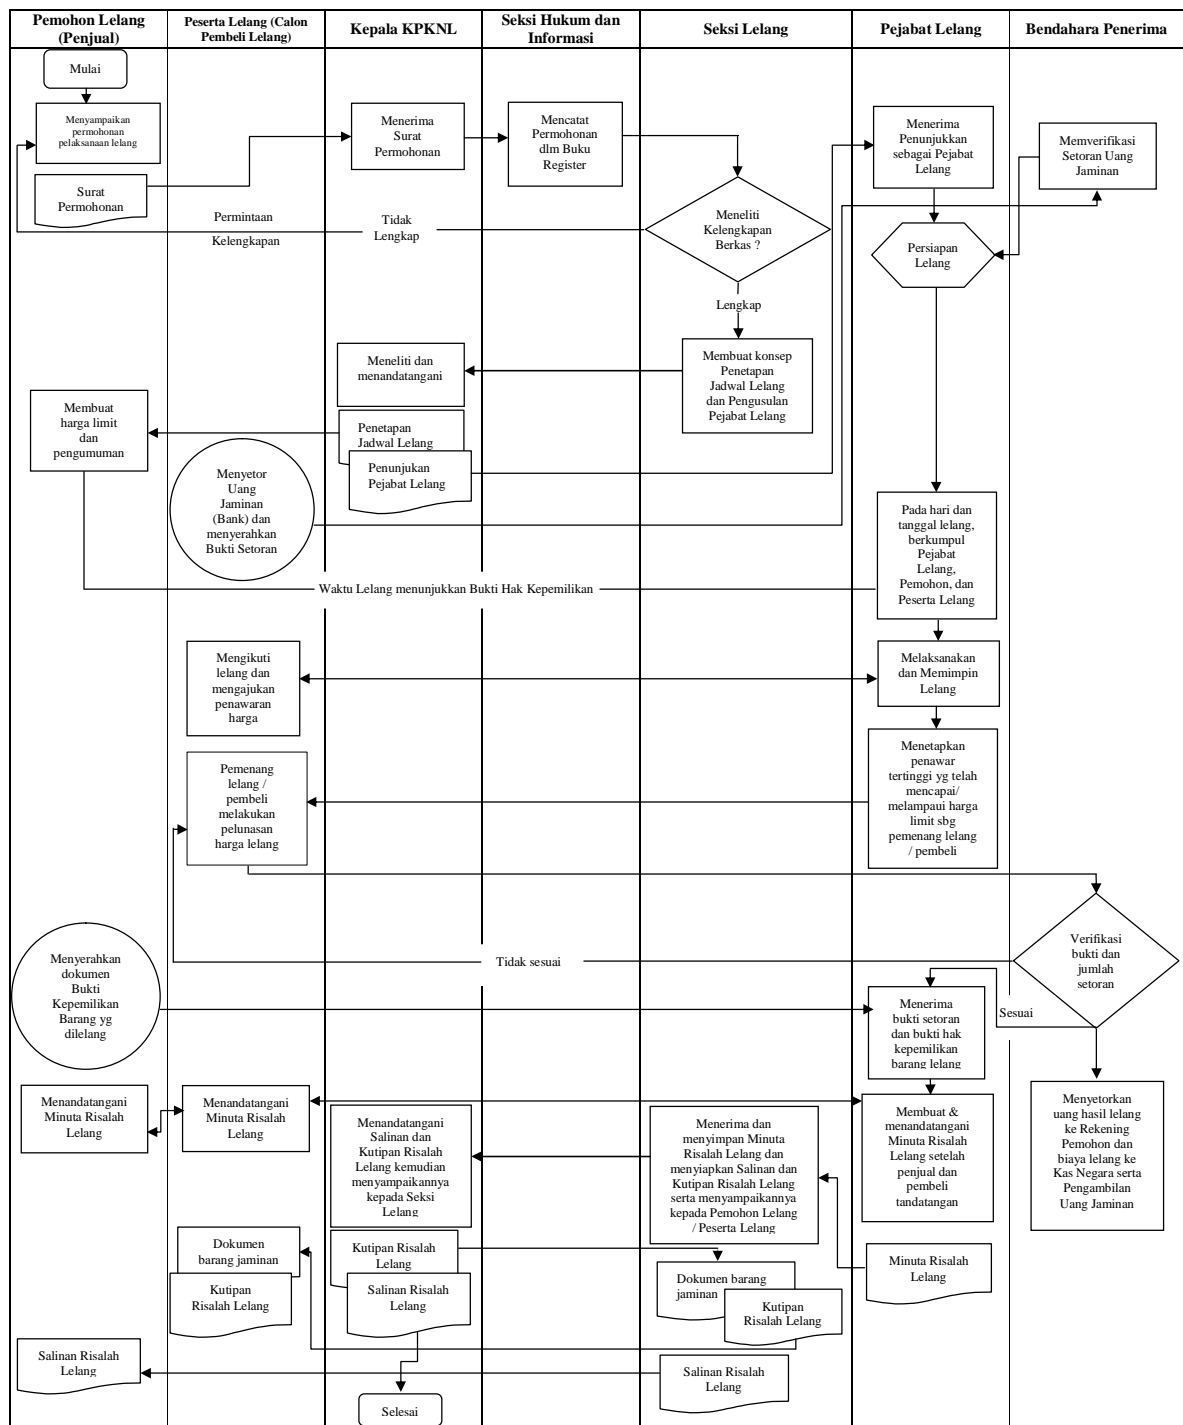 Pemohon Lelang
(Penjual)
Peserta Lelang (Calon
Pembeli Lelang)
Kepala KPKNL
Seksi Hukum dan
Informasi
Seksi Lelang
Pejabat Lelang
Bendahara Penerima
Mulai
Menyampaikan
permohonan
pelaksanaan lelang
Surat
Permohonan
Menerima
Surat
Permohonan
Mencatat
Permohonan
dlm Buku
Register
Menerima
Penunjukkan
sebagai Pejabat
Lelang
Memverifikasi
Setoran Uang
Jaminan
Permintaan
Kelengkapan
Tidak
Lengkap
Meneliti
Kelengkapan
Berkas ?
Persiapan
Lelang
Lengkap
Meneliti dan
menandatangani
Membuat konsep
Penetapan
Jadwal Lelang
dan Pengusulan
Pejabat Lelang
Membuat
harga limit
dan
pengumuman
Penetapan
Jadwal Lelang
Penunjukan
Pejabat Lelang
Menyetor
Uang
Jaminan
(Bank) dan
menyerahkan
Bukti Setoran
Pada hari dan
tanggal lelang,
berkumpul
Pejabat
Lelang,
Pemohon, dan
Peserta Lelang
Waktu Lelang menunjukkan Bukti Hak Kepemilikan
Mengikuti
lelang dan
mengajukan
penawaran
harga
Melaksanakan
dan Memimpin
Lelang
Pemenang
lelang /
pembeli
melakukan
pelunasan
harga lelang
Menetapkan
penawar
tertinggi yg telah
mencapai/
melampaui harga
limit sbg
pemenang lelang
/ pembeli
Menyerahkan
dokumen
Bukti
Kepemilikan
Barang yg
dilelang
Tidak sesuai
Verifikasi
bukti dan
jumlah
setoran
Sesuai
Menerima
bukti setoran
dan bukti hak
kepemilikan
barang lelang
Menandatangani
Minuta Risalah
Lelang
Menandatangani
Minuta Risalah
Lelang
Menandatangani
Salinan dan
Kutipan Risalah
Lelang kemudian
menyampaikannya
kepada Seksi
Lelang
Menerima dan
menyimpan Minuta
Risalah Lelang dan
menyiapkan Salinan dan
Kutipan Risalah Lelang
serta menyampaikannya
kepada Pemohon Lelang
/ Peserta Lelang
Membuat &
menandatangani
Minuta Risalah
Lelang setelah
penjual dan
pembeli
tandatangan
Menyetorkan
uang hasil lelang
ke Rekening
Pemohon dan
biaya lelang ke
Kas Negara serta
Pengambilan
Uang Jaminan
Dokumen
barang jaminan
Kutipan
Risalah Lelang
Kutipan Risalah
Lelang
Salinan Risalah
Lelang
Dokumen barang
jaminan
Kutipan
Risalah Lelang
Minuta Risalah
Lelang
Salinan Risalah
Lelang
Salinan Risalah
Lelang
Selesai